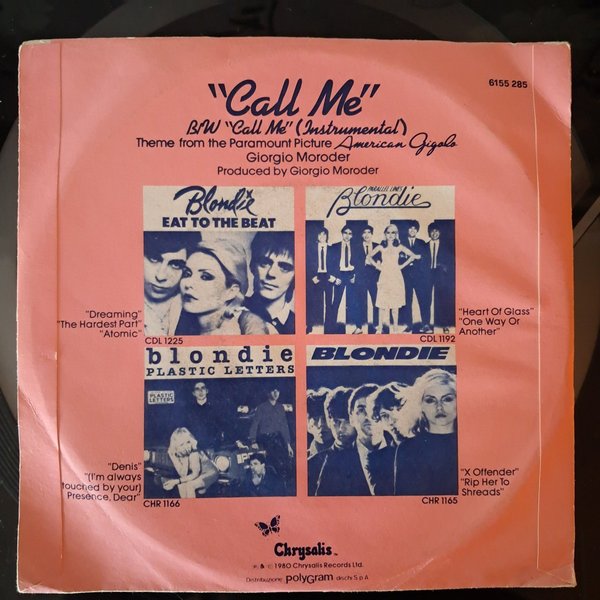 "Call Me"
6155 285
B/W "Call Me" (Instrumental)
Theme from the Paramount Picture American Gigolo
Giorgio Moroder
Produced by Giorgio Moroder
Blondie
EAT TO THE BEAT
PARALLEL LINES
Blondie
"Dreaming"
"The Hardest Part"
"Atomic"
CDL 1225
CDL 1192
"Heart Of Glass"
"One Way Or
Another"
blondie
PLASTIC LETTERS
PLASTIC
LETTERS
BLONDIE
"Denis"
"(I'm always
touched by your)
Presence, Dear"
CHR 1166
CHR 1165
"X Offender"
"Rip Her To
Shreads"
Chrysalis TM
℗ & © 1980 Chrysalis Records Ltd.
Distribuzione polyGram dischi S.p.A.